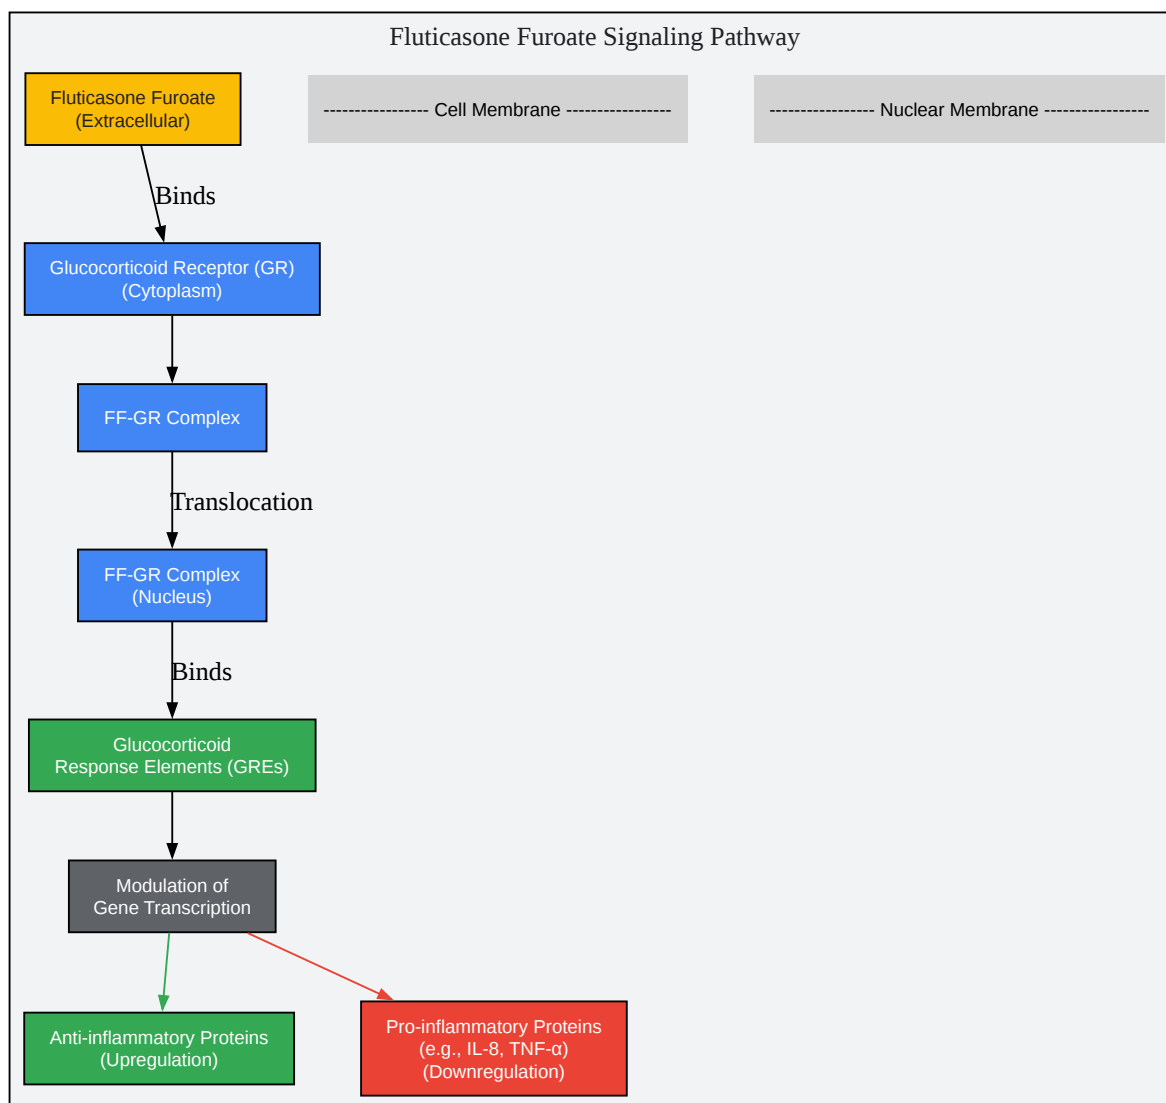 Fluticasone Furoate Signaling Pathway
Fluticasone Furoate
(Extracellular)
----------------- Cell Membrane -----------------
----------------- Nuclear Membrane -----------------
Binds
Glucocorticoid Receptor (GR)
(Cytoplasm)
FF-GR Complex
Translocation
FF-GR Complex
(Nucleus)
Binds
Glucocorticoid
Response Elements (GREs)
Modulation of
Gene Transcription
Anti-inflammatory Proteins
(Upregulation)
Pro-inflammatory Proteins
(e.g., IL-8, TNF-α)
(Downregulation)